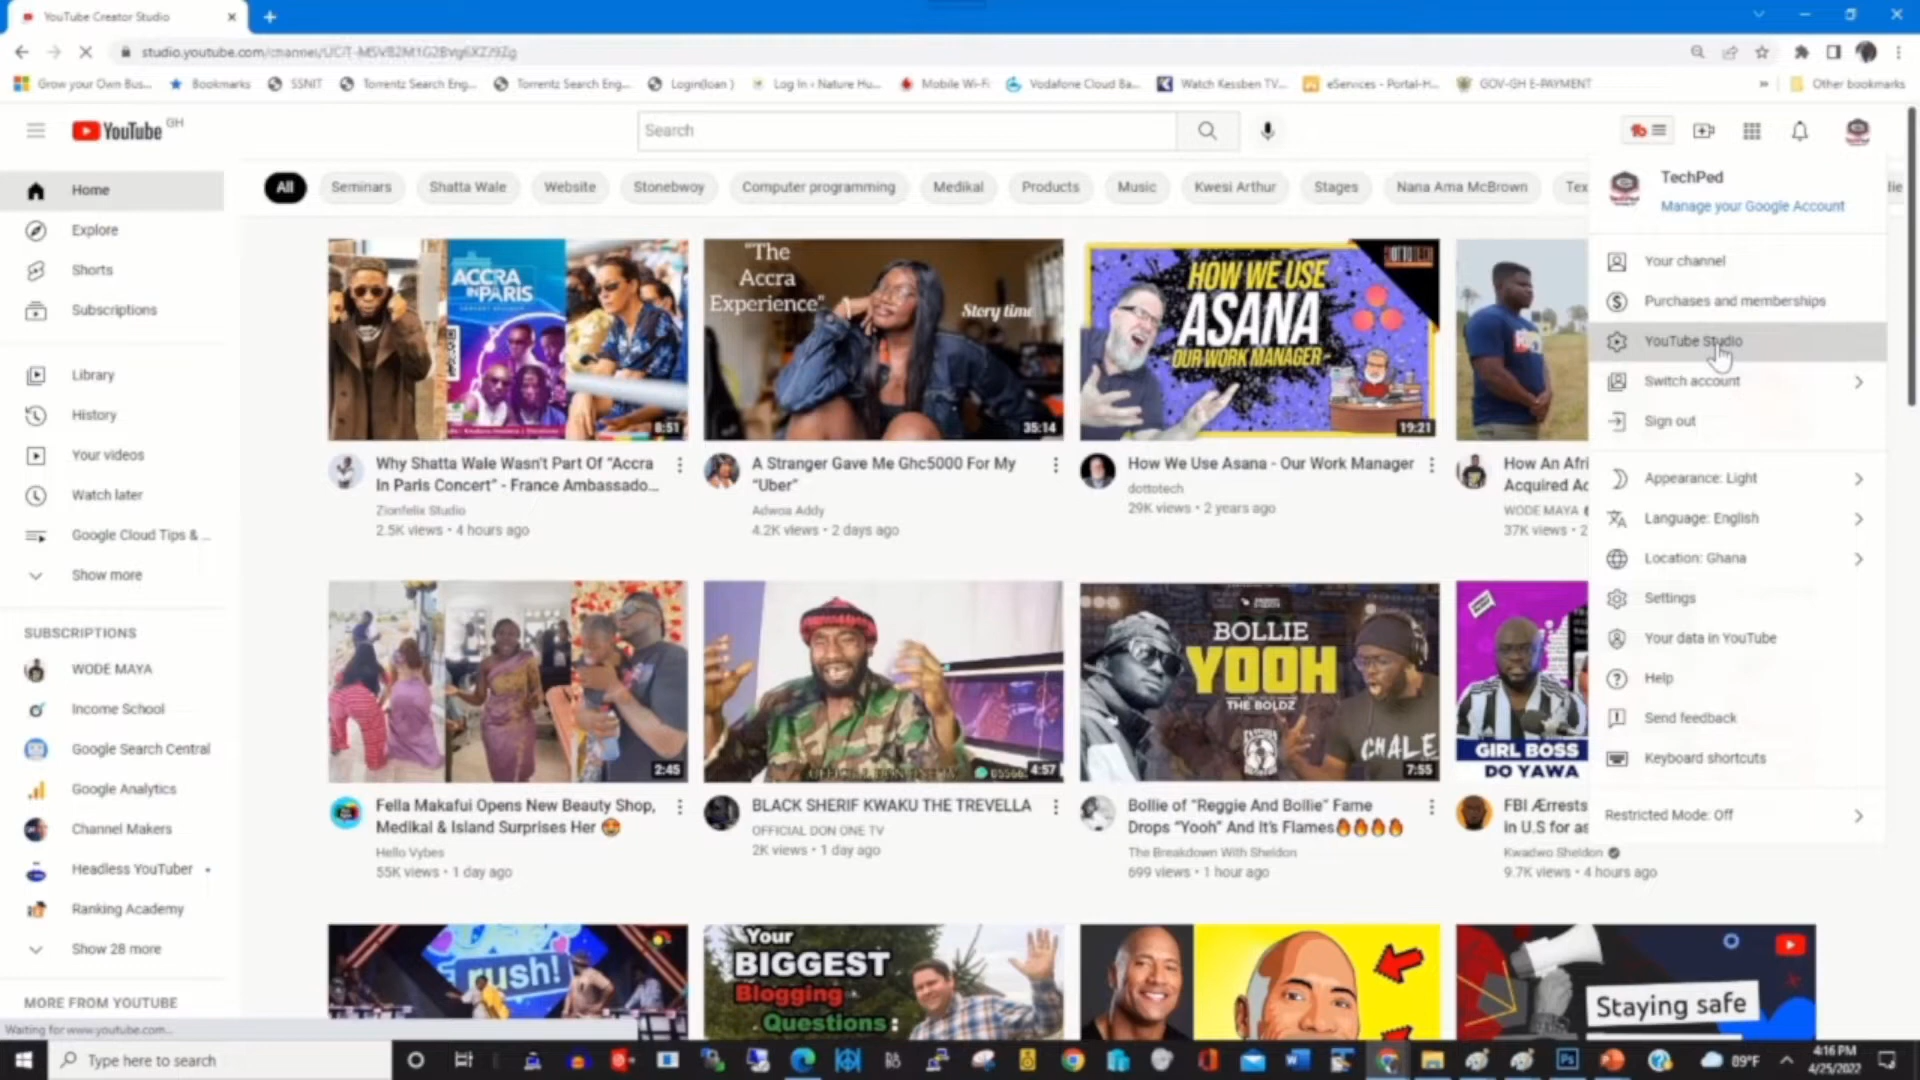 YouTube Creator Studio
Grow your Own Bus...
Bookmarks
SSNIT
Torrentz Search Eng...
Torrentz Search Eng...
Login(loan )
Log In ‹ Nature Hu...
Mobile Wi-Fi
Vodafone Cloud Ba...
Watch Kessben TV...
eServices - Portal-H...
GOV-GH E-PAYMENT
Other bookmarks
YouTube GH
Search
TechPed
Manage your Google Account
Your channel
Purchases and memberships
YouTube Studio
Switch account
Sign out
Appearance: Light
Language: English
Location: Ghana
Settings
Your data in YouTube
Help
Send feedback
Keyboard shortcuts
Restricted Mode: Off
Home
Explore
Shorts
Subscriptions
Library
History
Your videos
Watch later
Google Cloud Tips & ...
Show more
SUBSCRIPTIONS
WODE MAYA
Income School
Google Search Central
Google Analytics
Channel Makers
Headless YouTuber
Ranking Academy
Show 28 more
MORE FROM YOUTUBE
All
Seminars
Shatta Wale
Website
Stonebwoy
Computer programming
Medikal
Products
Music
Kwesi Arthur
Stages
Nana Ama McBrown
ACCRA
IN PARIS
8:51
Why Shatta Wale Wasn't Part Of "Accra
In Paris Concert" - France Ambassado...
Zionfelix Studio
2.5K views • 4 hours ago
"The
Accra
Experience"
Story time
35:14
A Stranger Gave Me Ghc5000 For My
"Uber"
Adwoa Addy
4.2K views • 2 days ago
HOW WE USE
ASANA
OUR WORK MANAGER
19:21
How We Use Asana - Our Work Manager
dottotech
29K views • 2 years ago
How An Afri
Acquired Ac
WODE MAYA
37K views • 2
2:45
Fella Makafui Opens New Beauty Shop,
Medikal & Island Surprises Her
Hello Vybes
55K views • 1 day ago
4:57
BLACK SHERIF KWAKU THE TREVELLA
OFFICIAL DON ONE TV
2K views • 1 day ago
BOLLIE
YOOH
THE BOLDZ
CHALE
7:55
Bollie of "Reggie And Bollie" Fame
Drops "Yooh" And It's Flames🔥🔥🔥🔥
The Breakdown With Sheldon
699 views • 1 hour ago
GIRL BOSS
DO YAWA
FBI Ærrests
In U.S for as
Kwadwo Sheldon
9.7K views • 4 hours ago
rush!
Your
BIGGEST
Blogging
Questions:
Staying safe
Waiting for www.youtube.com...
Type here to search
89°F
4:16 PM
4/25/2022